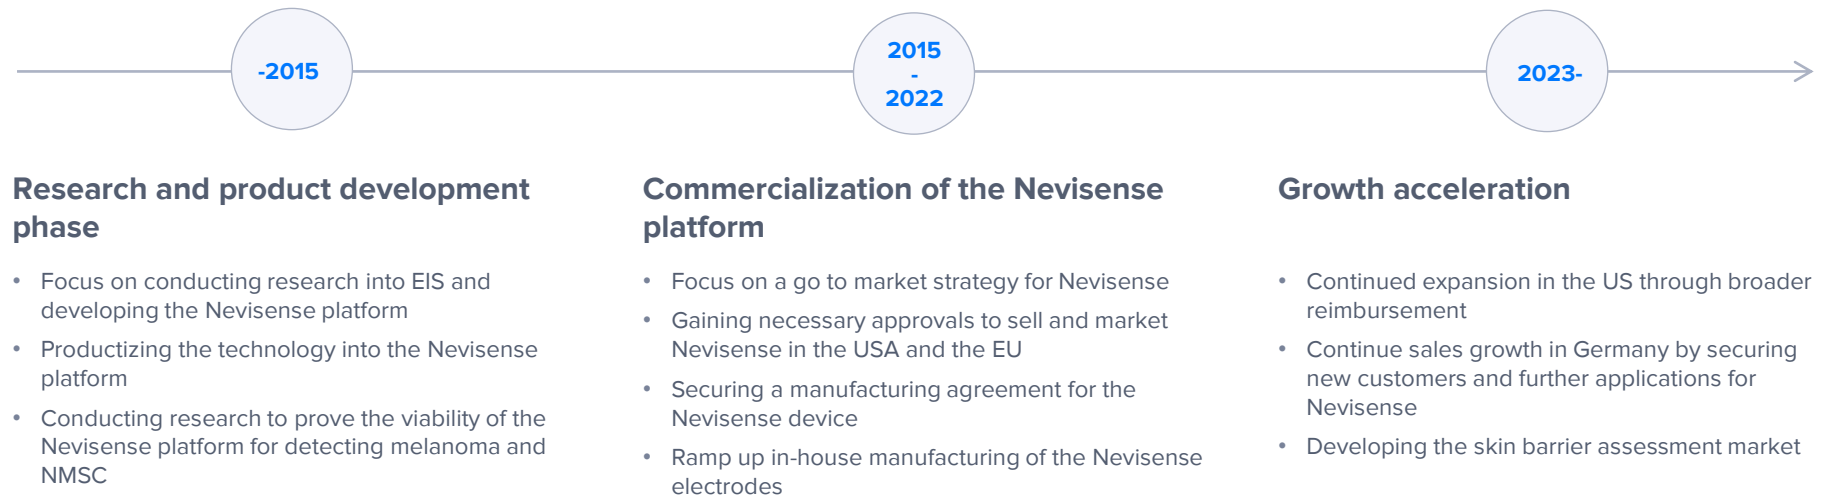 -2015
2015
-
2022
2023-
Research and product development
phase
• Focus on conducting research into EIS and
developing the Nevisense platform
• Productizing the technology into the Nevisense
platform
• Conducting research to prove the viability of the
Nevisense platform for detecting melanoma and
NMSC
Commercialization of the Nevisense
platform
• Focus on a go to market strategy for Nevisense
• Gaining necessary approvals to sell and market
Nevisense in the USA and the EU
• Securing a manufacturing agreement for the
Nevisense device
• Ramp up in-house manufacturing of the Nevisense
electrodes
Growth acceleration
• Continued expansion in the US through broader
reimbursement
• Continue sales growth in Germany by securing
new customers and further applications for
Nevisense
• Developing the skin barrier assessment market